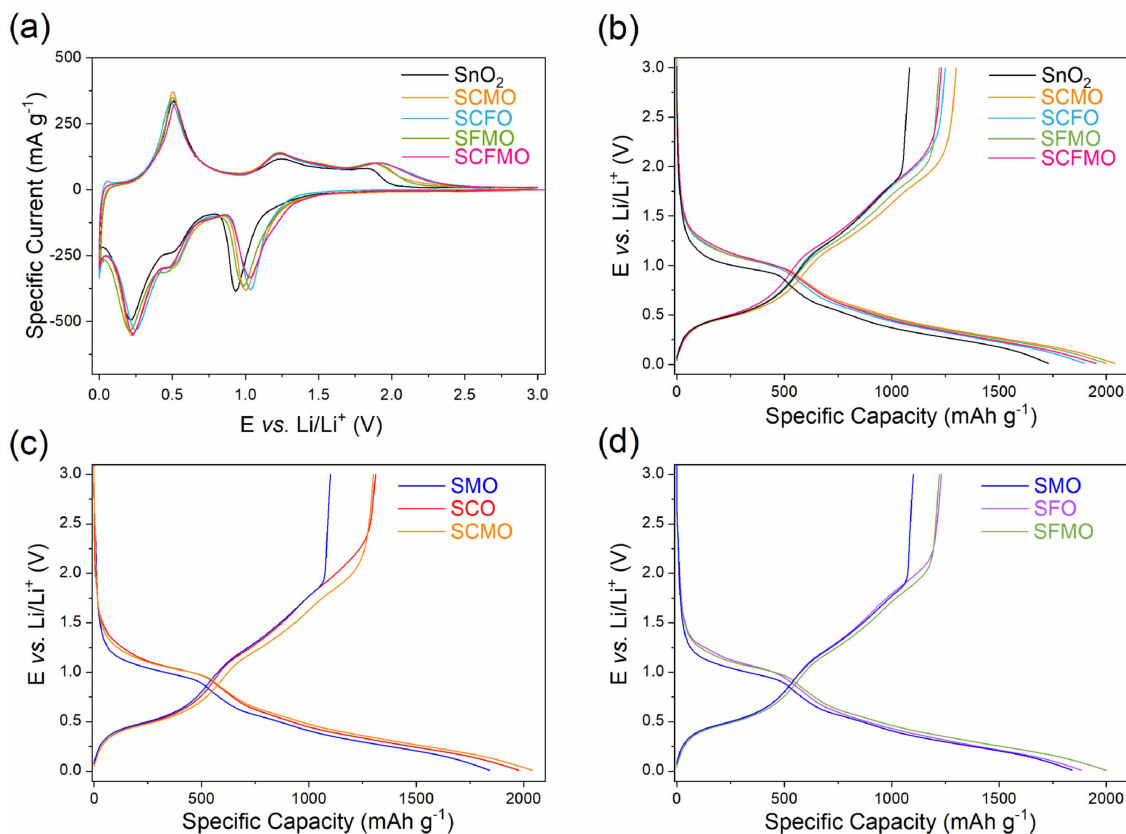 (a)
500
250
0
-250
-500
Specific Current (mA g⁻¹)
SnO₂
SCMO
SCFO
SFMO
SCFMO
0.0 0.5 1.0 1.5 2.0 2.5 3.0
E vs. Li/Li⁺ (V)
(b)
3.0
2.5
2.0
1.5
1.0
0.5
0.0
E vs. Li/Li⁺ (V)
SnO₂
SCMO
SCFO
SFMO
SCFMO
0 500 1000 1500 2000
Specific Capacity (mAh g⁻¹)
(c)
3.0
2.5
2.0
1.5
1.0
0.5
0.0
E vs. Li/Li⁺ (V)
SMO
SCO
SCMO
0 500 1000 1500 2000
Specific Capacity (mAh g⁻¹)
(d)
3.0
2.5
2.0
1.5
1.0
0.5
0.0
E vs. Li/Li⁺ (V)
SMO
SFO
SFMO
0 500 1000 1500 2000
Specific Capacity (mAh g⁻¹)